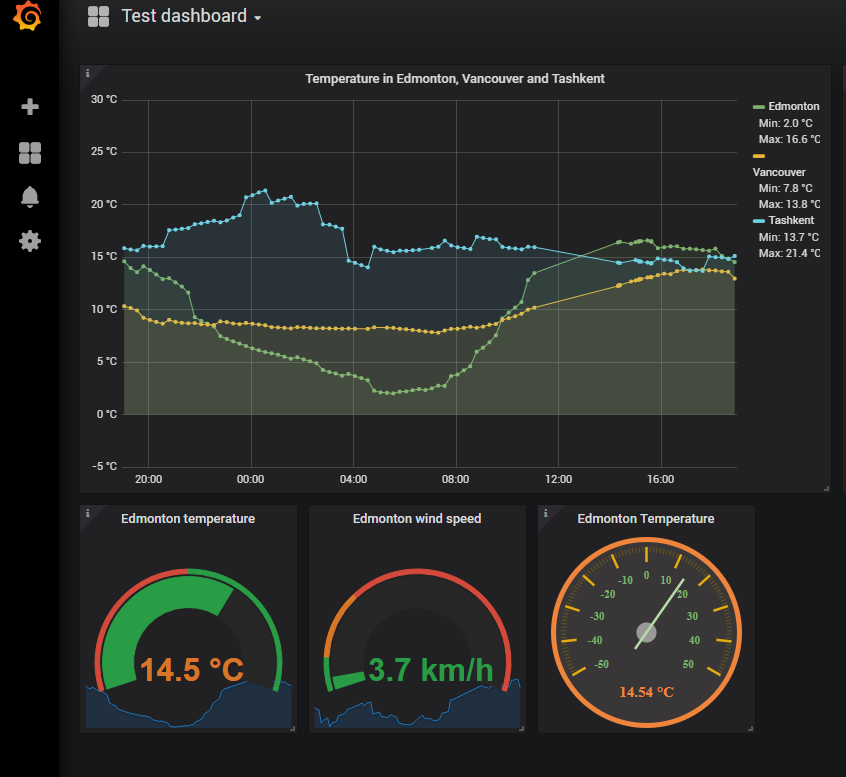 Test dashboard
Temperature in Edmonton, Vancouver and Tashkent
30 °C
25 °C
20 °C
15 °C
10 °C
5 °C
0 °C
-5 °C
20:00 00:00 04:00 08:00 12:00 16:00
Edmonton
Min: 2.0 °C
Max: 16.6 °C
Vancouver
Min: 7.8 °C
Max: 13.8 °C
Tashkent
Min: 13.7 °C
Max: 21.4 °C
Edmonton temperature
14.5 °C
Edmonton wind speed
3.7 km/h
Edmonton Temperature
-50 -40 -30 -20 -10 0 10 20 30 40 50
14.54 °C